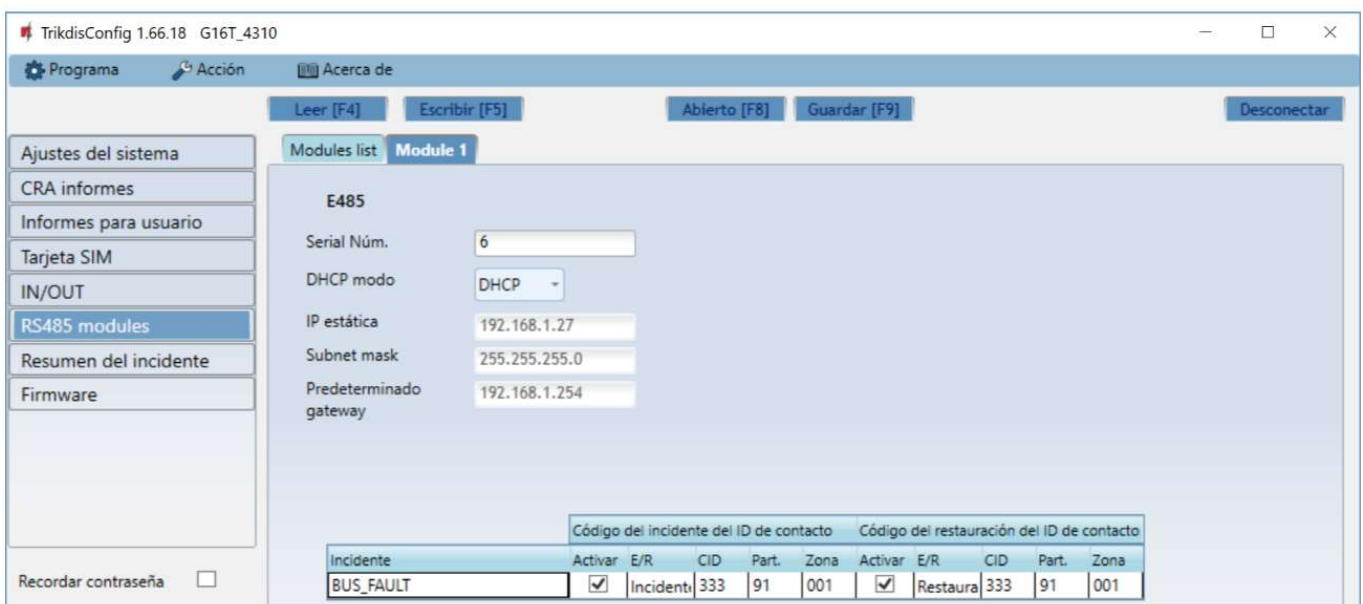 TrikdisConfig 1.66.18 G16T_4310
Programa Acción Acerca de
Leer [F4] Escribir [F5] Abierto [F8] Guardar [F9] Desconectar
Ajustes del sistema
CRA informes
Informes para usuario
Tarjeta SIM
IN/OUT
RS485 modules
Resumen del incidente
Firmware
Recordar contraseña
Modules list Module 1
E485
Serial Núm. 6
DHCP modo DHCP
IP estática 192.168.1.27
Subnet mask 255.255.255.0
Predeterminado
gateway 192.168.1.254
Código del incidente del ID de contacto Código del restauración del ID de contacto
Incidente Activar E/R CID Part. Zona Activar E/R CID Part. Zona
BUS_FAULT Incidente 333 91 001 Restaura 333 91 001